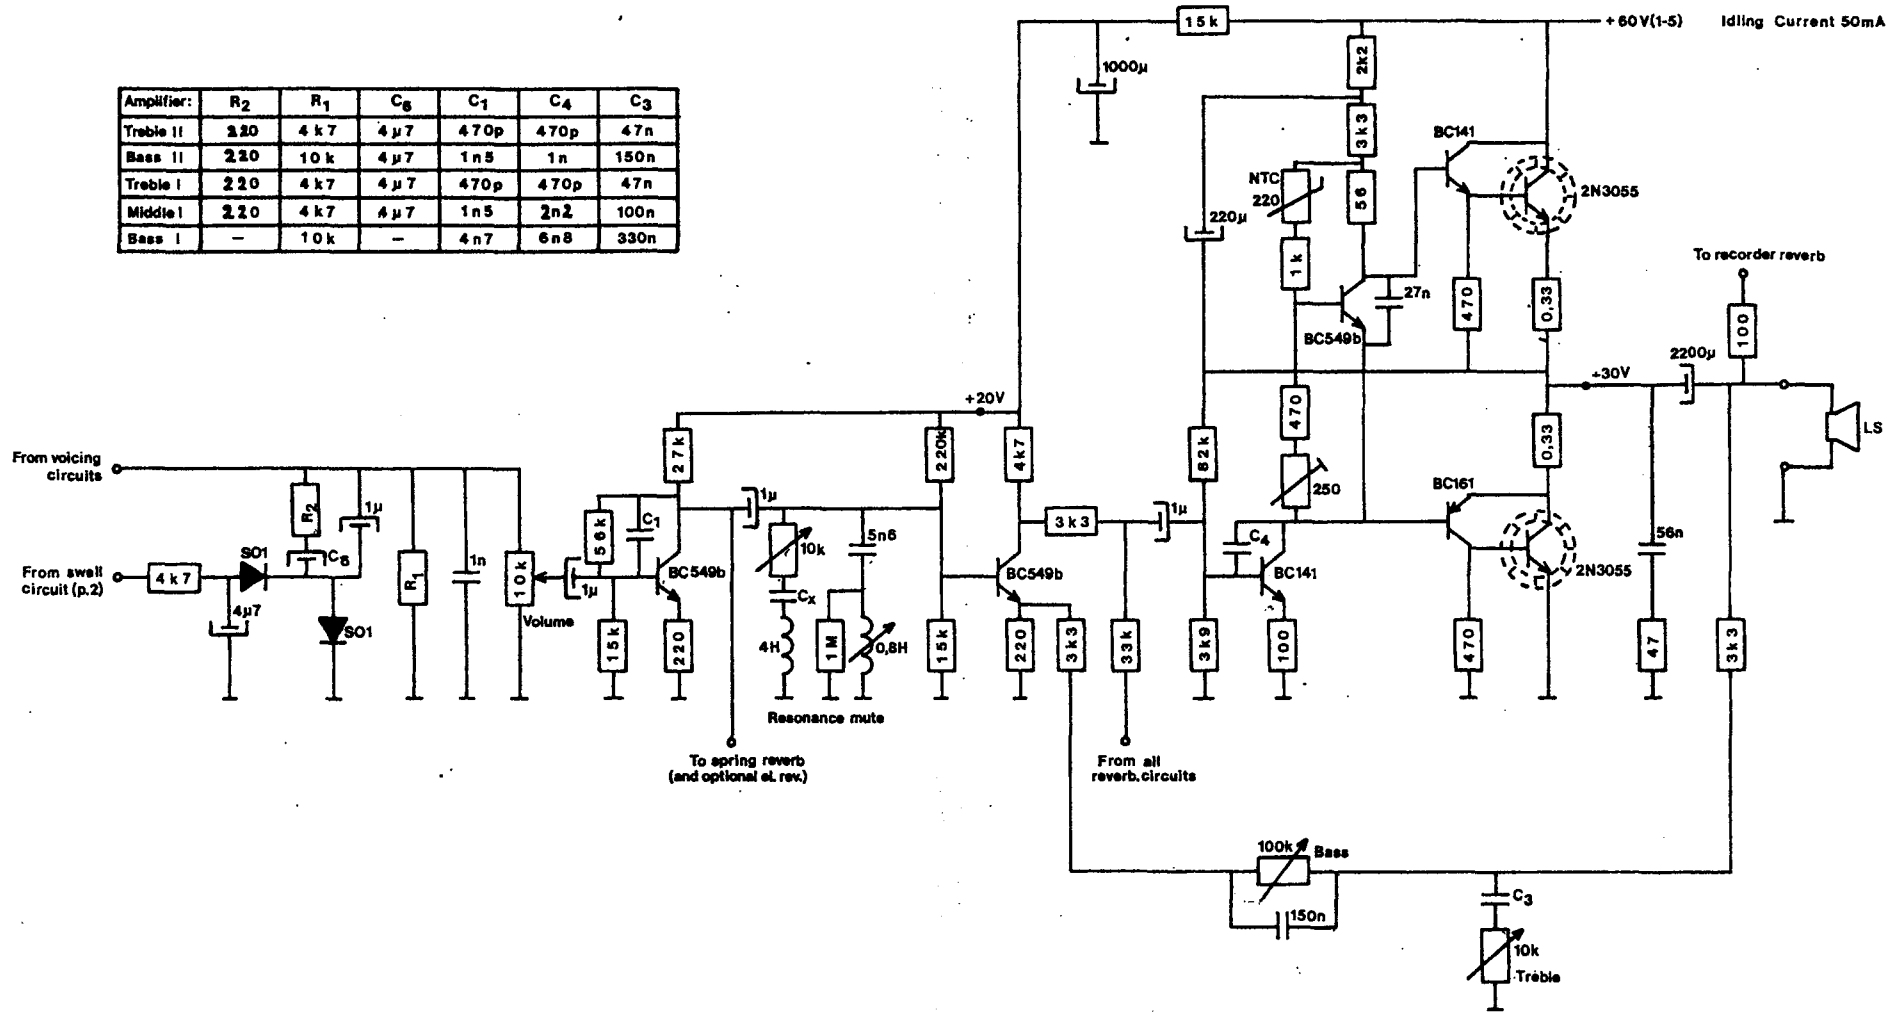 Amplifier: R2 R1 C6 C1 C4 C3
Treble II 220 4k7 4µ7 470p 470p 47n
Bass II 220 10k 4µ7 1n5 1n 150n
Treble I 220 4k7 4µ7 470p 470p 47n
Middle I 220 4k7 4µ7 1n5 2n2 100n
Bass I – 10k – 4n7 6n8 330n
15k
+60V(1-5)
Idling Current 50mA
1000µ
2k2
3k3
BC141
NTC
220
56
2N3055
220µ
1k
27n
BC549b
470
0,33
To recorder reverb
100
2200µ
+30V
+20V
From voicing
circuits
27k
220k
4k7
82k
470
250
0,33
LS
R2
1µ
C6
SO1
From swell
circuit (p.2)
4k7
4µ7
SO1
R1
1n
10k
Volume
1µ
56k
C1
BC549b
15k
220
1µ
10k
Cx
4H
5n6
1M
0,8H
Resonance mute
15k
BC549b
220
3k3
3k3
1µ
33k
C4
BC141
3k9
100
BC161
2N3055
470
56n
47
3k3
To spring reverb
(and optional el. rev.)
From all
reverb.circuits
100k
Bass
150n
C3
10k
Treble